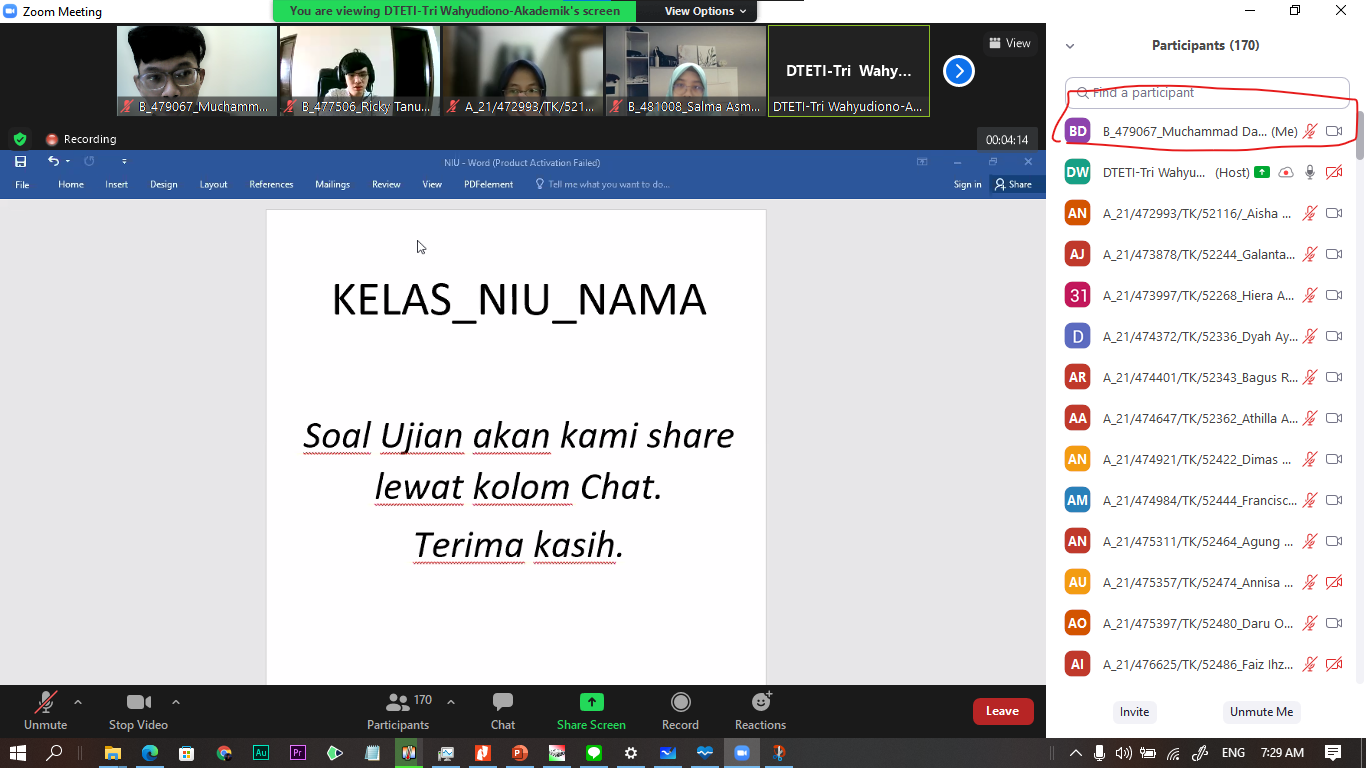 Zoom Meeting
You are viewing DTETI-Tri Wahyudiono-Akademik's screen
View Options
B_479067_Muchamm...
B_477506_Ricky Tanu...
A_21/472993/TK/521...
B_481008_Salma Asm...
DTETI-Tri Wahy...
DTETI-Tri Wahyudiono-A...
View
Recording
00:04:14
NIU - Word (Product Activation Failed)
File Home Insert Design Layout References Mailings Review View PDFelement Tell me what you want to do... Sign in Share
KELAS_NIU_NAMA
Soal Ujian akan kami share
lewat kolom Chat.
Terima kasih.
Participants (170)
Find a participant
BD B_479067_Muchammad Da... (Me)
DW DTETI-Tri Wahyu... (Host)
AN A_21/472993/TK/52116/_Aisha ...
AJ A_21/473878/TK/52244_Galanta...
31 A_21/473997/TK/52268_Hiera A...
D A_21/474372/TK/52336_Dyah Ay...
AR A_21/474401/TK/52343_Bagus R...
AA A_21/474647/TK/52362_Athilla A...
AN A_21/474921/TK/52422_Dimas ...
AM A_21/474984/TK/52444_Francisc...
AN A_21/475311/TK/52464_Agung ...
AU A_21/475357/TK/52474_Annisa ...
AO A_21/475397/TK/52480_Daru O...
AI A_21/476625/TK/52486_Faiz Ihz...
Invite Unmute Me
Unmute Stop Video Participants 170 Chat Share Screen Record Reactions Leave
Au Pr ENG 7:29 AM